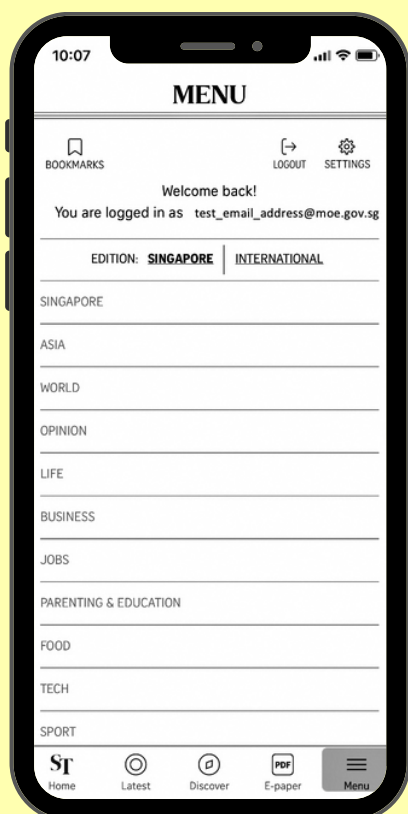 10:07
MENU
BOOKMARKS
LOGOUT
SETTINGS
Welcome back!
You are logged in as test_email_address@moe.gov.sg
EDITION: SINGAPORE INTERNATIONAL
SINGAPORE
ASIA
WORLD
OPINION
LIFE
BUSINESS
JOBS
PARENTING & EDUCATION
FOOD
TECH
SPORT
ST
PDF
Home Latest Discover E-paper Menu